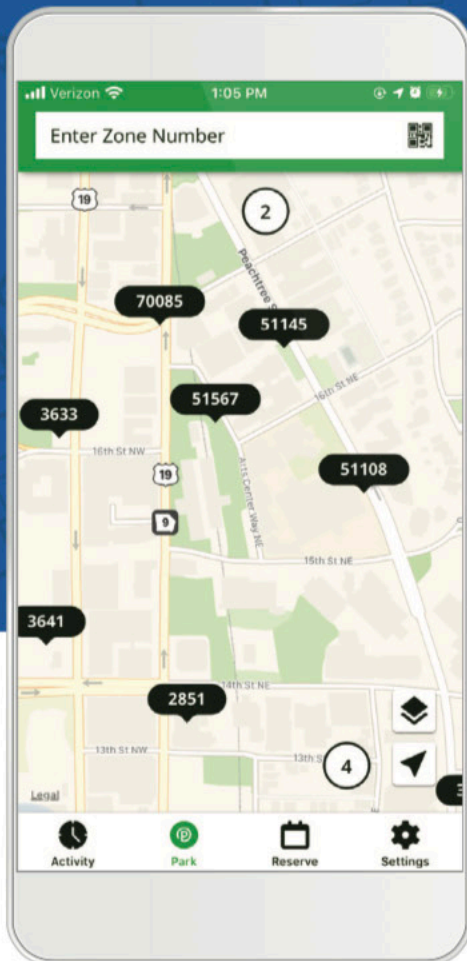 Verizon
1:05 PM
Enter Zone Number
19
2
Peachtree S
70085
51145
16th St NE
51567
3633
16th St NW
51108
19
Arts Center Way NE
9
15th St NE
3641
14th St NE
2851
13th St NW
13th S
4
3
Legal
Activity
Park
Reserve
Settings